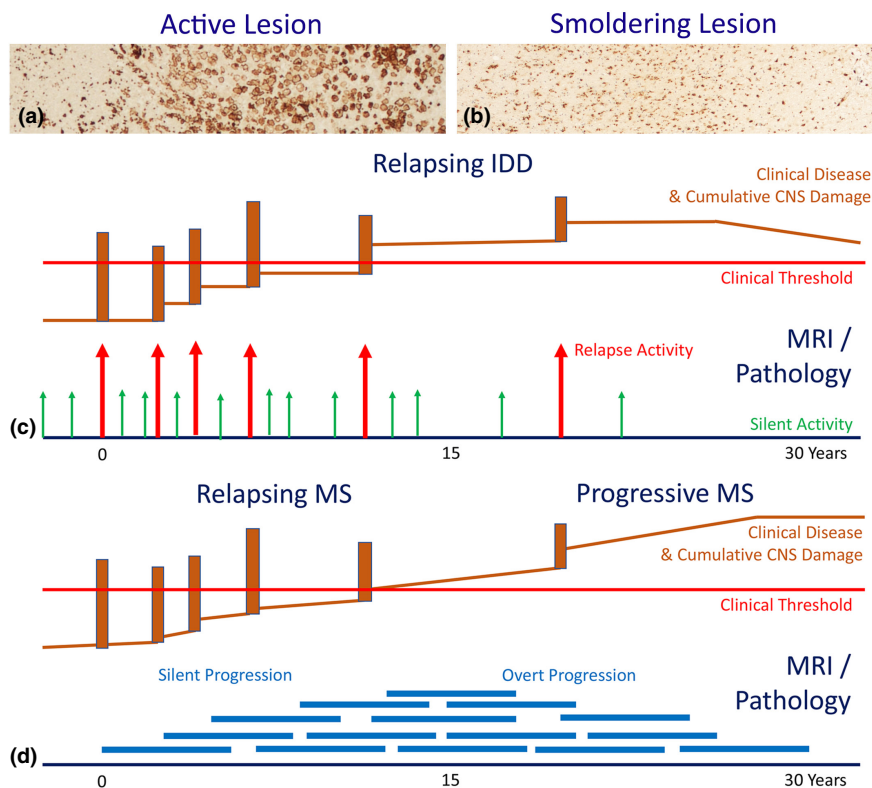 Active Lesion
Smoldering Lesion
(a)
(b)
Relapsing IDD
Clinical Disease
& Cumulative CNS Damage
Clinical Threshold
MRI /
Relapse Activity
Pathology
(c)
Silent Activity
0
15
30 Years
Relapsing MS
Progressive MS
Clinical Disease
& Cumulative CNS Damage
Clinical Threshold
MRI /
Silent Progression
Overt Progression
Pathology
(d)
0
15
30 Years